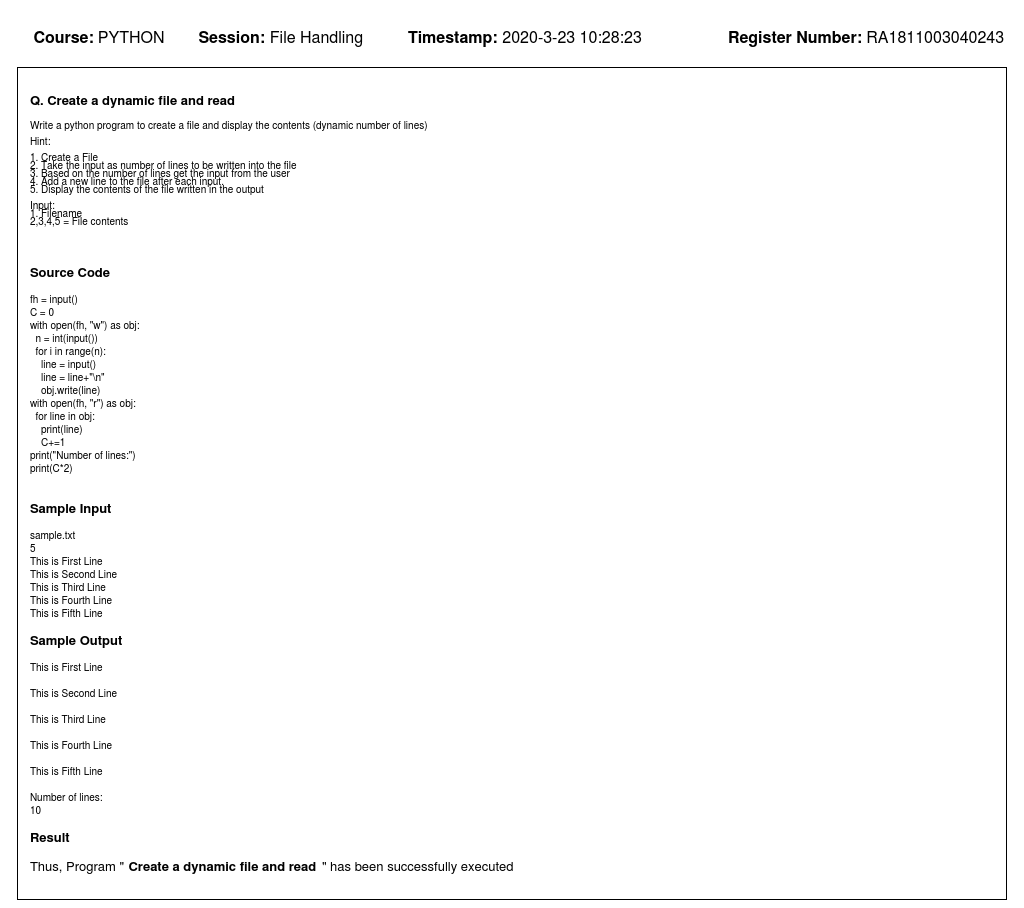 Course: PYTHON Session: File Handling Timestamp: 2020-3-23 10:28:23 Register Number: RA1811003040243
Q. Create a dynamic file and read
Write a python program to create a file and display the contents (dynamic number of lines)
Hint:
1. Create a File
2. Take the input as number of lines to be written into the file
3. Based on the number of lines get the input from the user
4. Add a new line to the file after each input,
5. Display the contents of the file written in the output
Input:
1. Filename
2,3,4,5 = File contents
Source Code
fh = input()
C = 0
with open(fh, "w") as obj:
  n = int(input())
  for i in range(n):
    line = input()
    line = line+"\n"
    obj.write(line)
with open(fh, "r") as obj:
  for line in obj:
    print(line)
    C+=1
print("Number of lines:")
print(C*2)
Sample Input
sample.txt
5
This is First Line
This is Second Line
This is Third Line
This is Fourth Line
This is Fifth Line
Sample Output
This is First Line
This is Second Line
This is Third Line
This is Fourth Line
This is Fifth Line
Number of lines:
10
Result
Thus, Program " Create a dynamic file and read " has been successfully executed